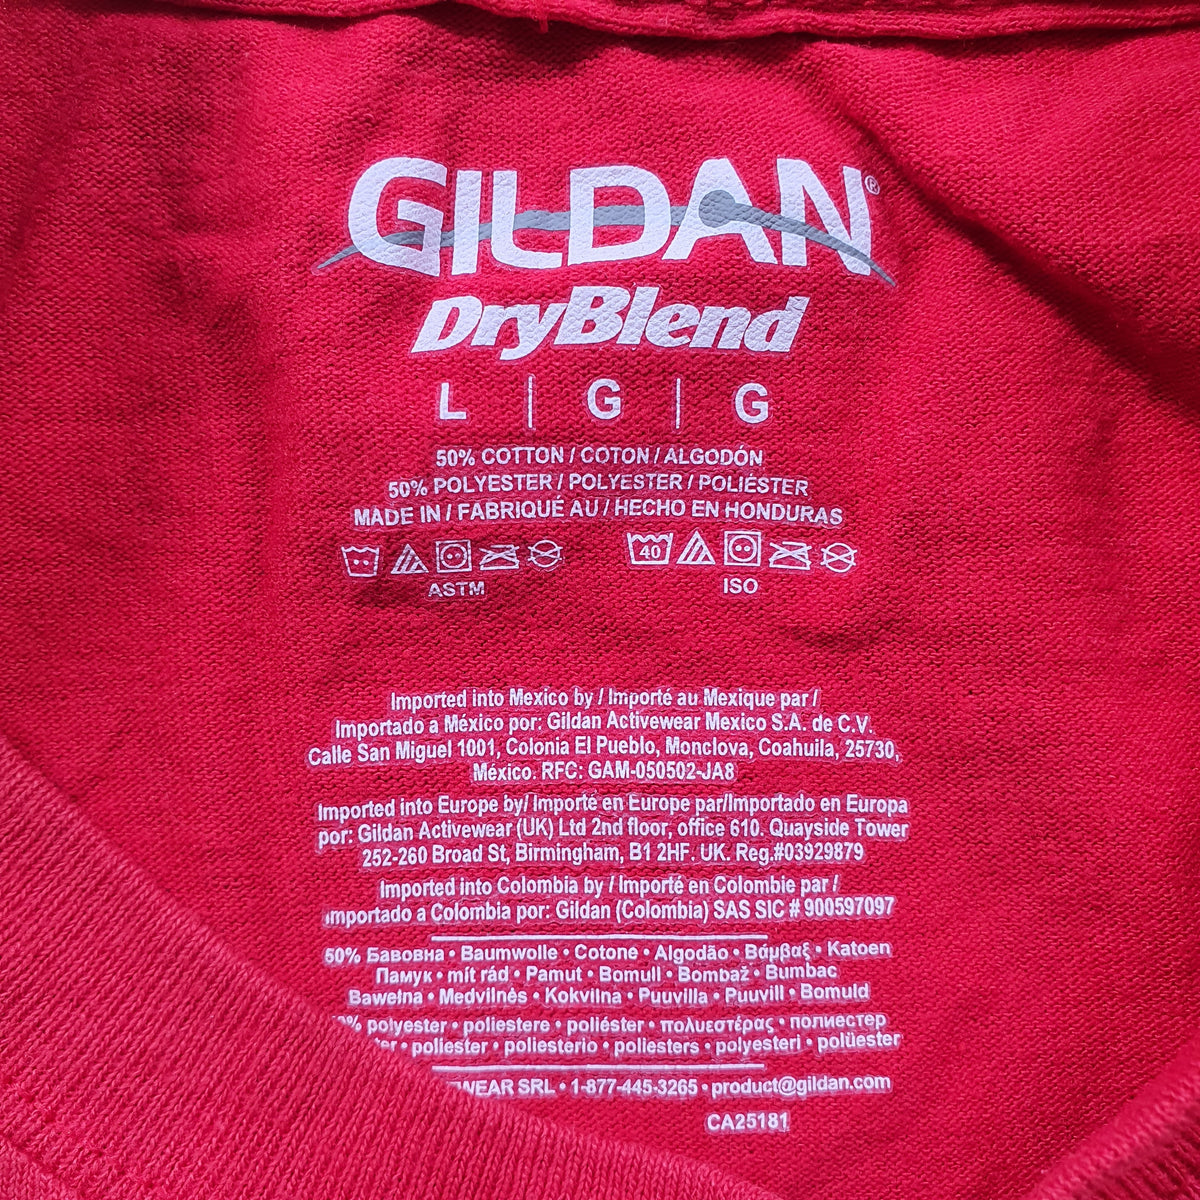 GILDAN®
DryBlend
L | G | G
50% COTTON / COTON / ALGODÓN
50% POLYESTER / POLYESTER / POLIÉSTER
MADE IN / FABRIQUÉ AU / HECHO EN HONDURAS
40
ASTM ISO
Imported into Mexico by / Importé au Mexique par /
Importado a México por: Gildan Activewear Mexico S.A. de C.V.
Calle San Miguel 1001, Colonia El Pueblo, Monclova, Coahuila, 25730,
México. RFC: GAM-050502-JA8
Imported into Europe by/ Importé en Europe par/Importado en Europa
por: Gildan Activewear (UK) Ltd 2nd floor, office 610. Quayside Tower
252-260 Broad St, Birmingham, B1 2HF. UK. Reg.#03929879
Imported into Colombia by / Importé en Colombie par /
Importado a Colombia por: Gildan (Colombia) SAS SIC # 900597097
50% Бавовна • Baumwolle • Cotone • Algodão • Βάμβαξ • Katoen
Памук • mít rád • Pamut • Bomull • Bombaž • Bumbac
Bawełna • Medvilnės • Kokvilna • Puuvilla • Puuvill • Bomuld
% polyester • poliestere • poliéster • πολυεστέρας • полиестер
• poliester • poliesterio • poliesters • polyesteri • polüester
WEAR SRL • 1-877-445-3265 • product@gildan.com
CA25181